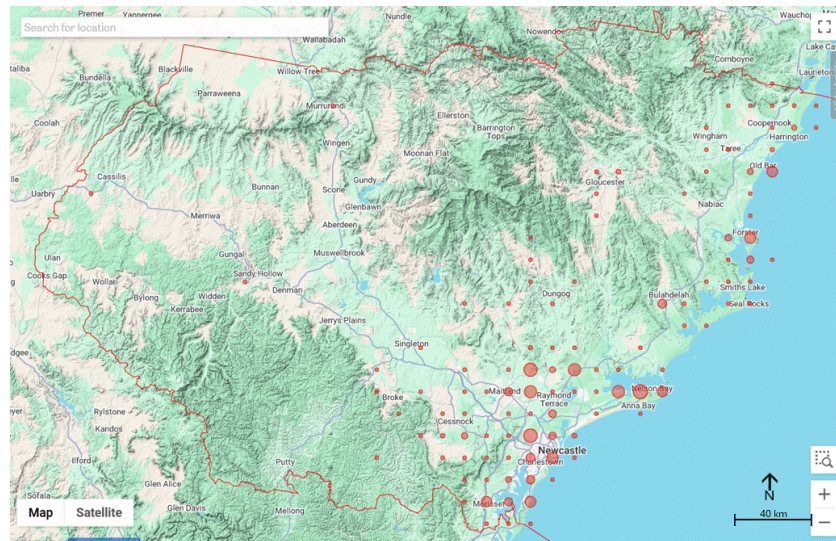 Premer
Yarraman
Nundle
Wauchop
Search for location
Nowendoc
Wallabadah
Lake Ca
Comboyne
Blackville
Willow Tree
Laurieton
Bundella
Parraweena
Murrurundi
Ellerston
Coopernook
Coolah
Barrington
Tops
Wingham
Harrington
Wingen
Taree
Moonan Flat
Old Bar
Cassilis
Gundy
Gloucester
Uarbry
Bunnan
Scone
Glenbawn
Nabiac
Merriwa
Aberdeen
Forster
Ulan
Gungal
Muswellbrook
Cooks Gap
Sandy Hollow
Wollar
Denman
Smiths Lake
Bylong
Widden
Dungog
Bulahdelah
Seal Rocks
Kerrabee
Jerrys Plains
Singleton
Nelson Bay
Maitland
Raymond
Terrace
Broke
Anna Bay
Rylstone
Cessnock
Kandos
Newcastle
Ilford
Putty
Charlestown
N
Glen Alice
Sofala
Morisset
Glen Davis
Mellong
Map
Satellite
40 km
+
−